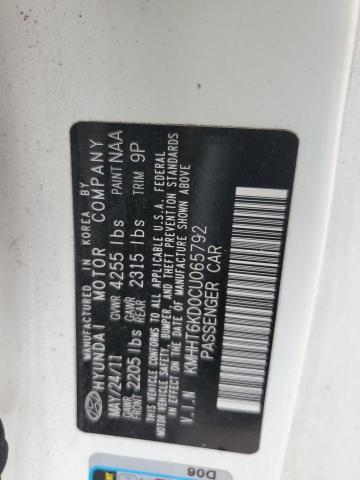 MANUFACTURED IN KOREA BY
HYUNDAI MOTOR COMPANY
MAY/24/11 GVWR 4255 lbs PAINT NAA
GAWR FRONT 2205 lbs GAWR REAR 2315 lbs TRIM 9P
THIS VEHICLE CONFORMS TO ALL APPLICABLE U.S.A. FEDERAL
MOTOR VEHICLE SAFETY, BUMPER, AND THEFT PREVENTION STANDARDS
IN EFFECT ON THE DATE OF MANUFACTURE SHOWN ABOVE
V.I.N KMHHT6KD0CU065792
PASSENGER CAR
D06